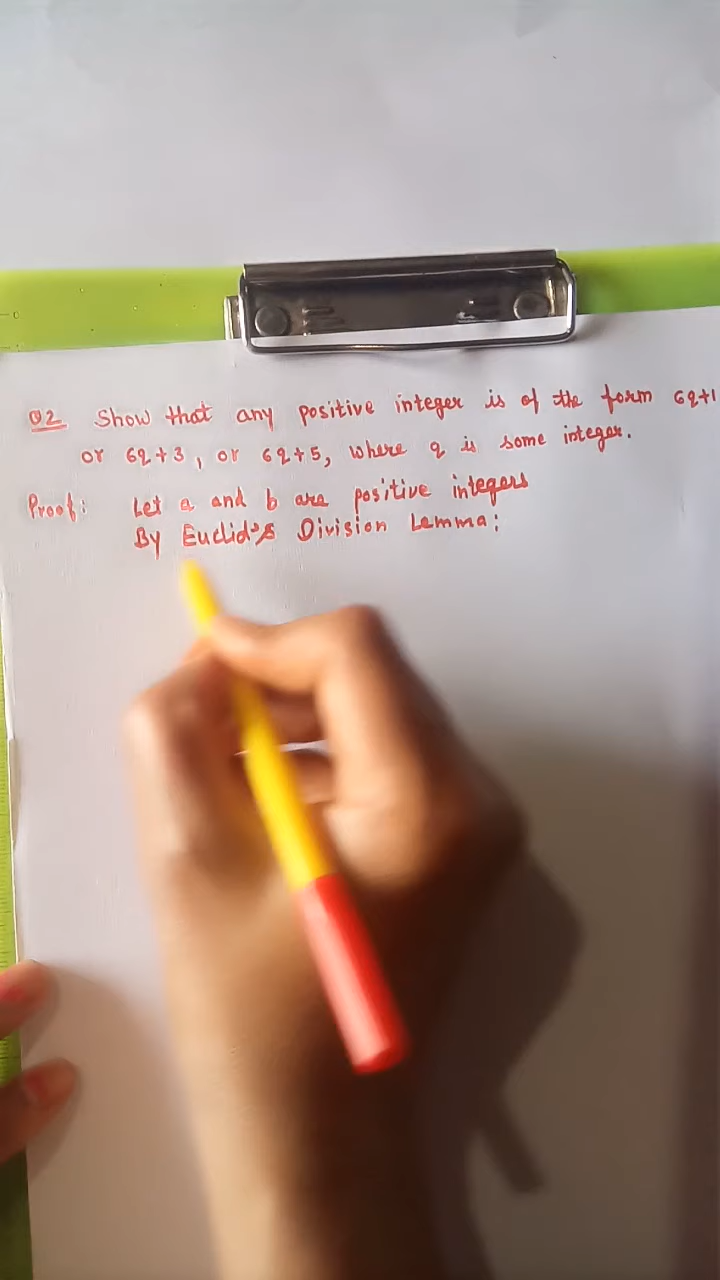 Q2 Show that any positive integer is of the form 6q+1
or 6q+3, or 6q+5, where q is some integer.
Proof: Let a and b are positive integers
By Euclid's Division Lemma: